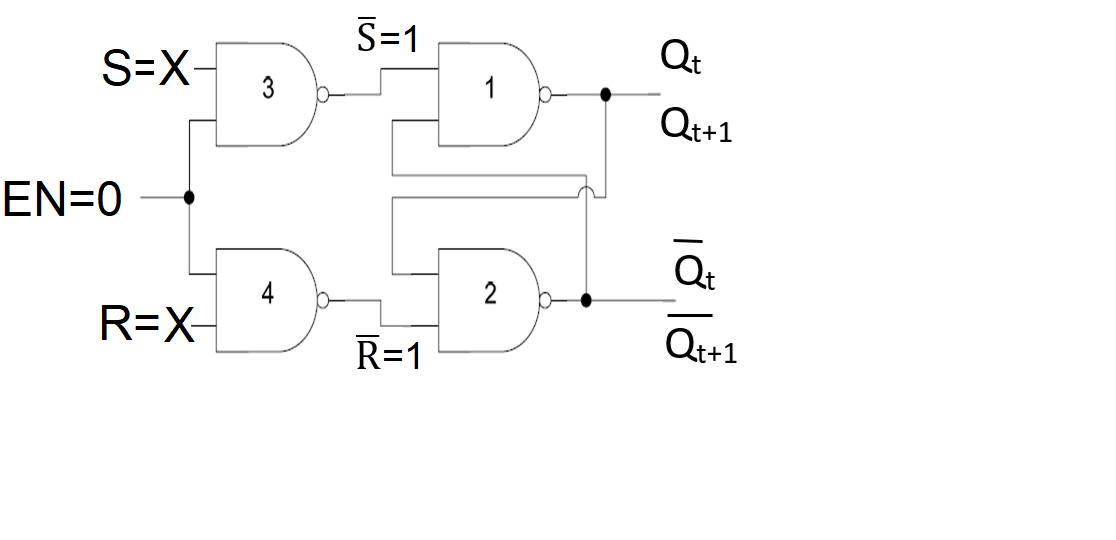 S=X
3
S̅=1
1
Qt
Qt+1
EN=0
R=X
4
R̅=1
2
Q̅t
Q̅t+1